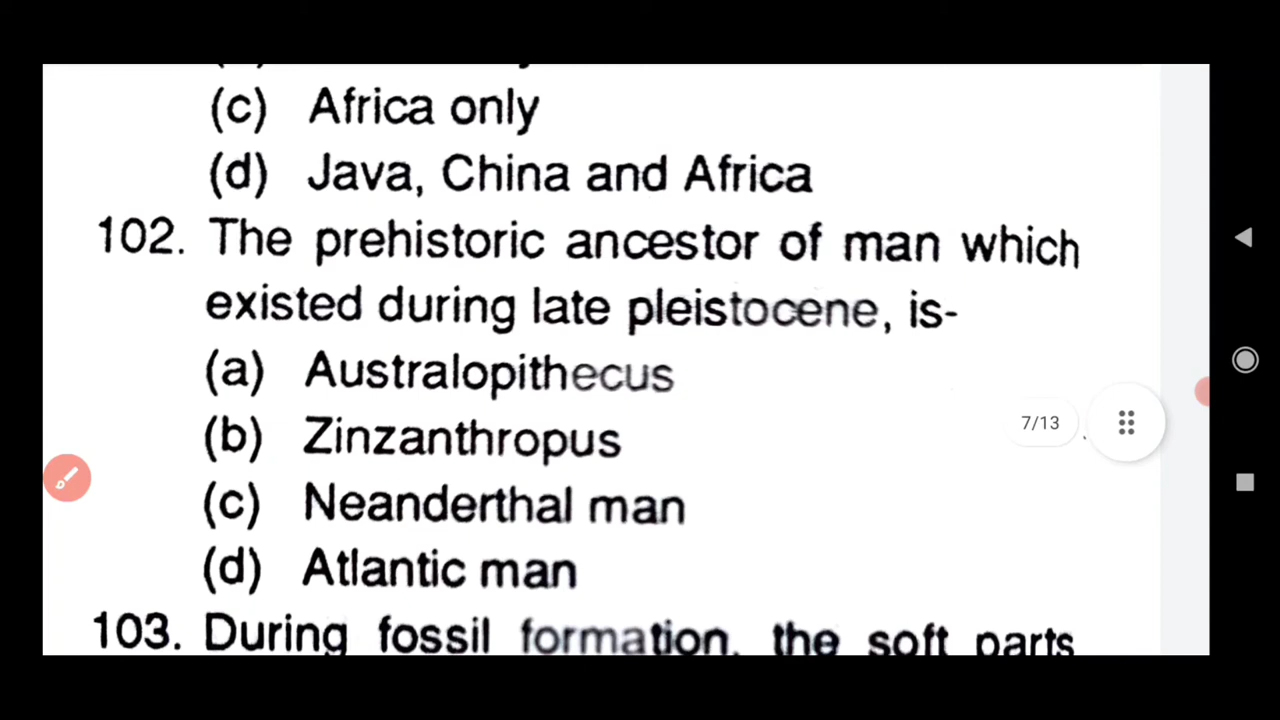 (c) Africa only
(d) Java, China and Africa
102. The prehistoric ancestor of man which
existed during late pleistocene, is-
(a) Australopithecus
(b) Zinzanthropus
7/13
(c) Neanderthal man
(d) Atlantic man
103. During fossil formation, the soft parts